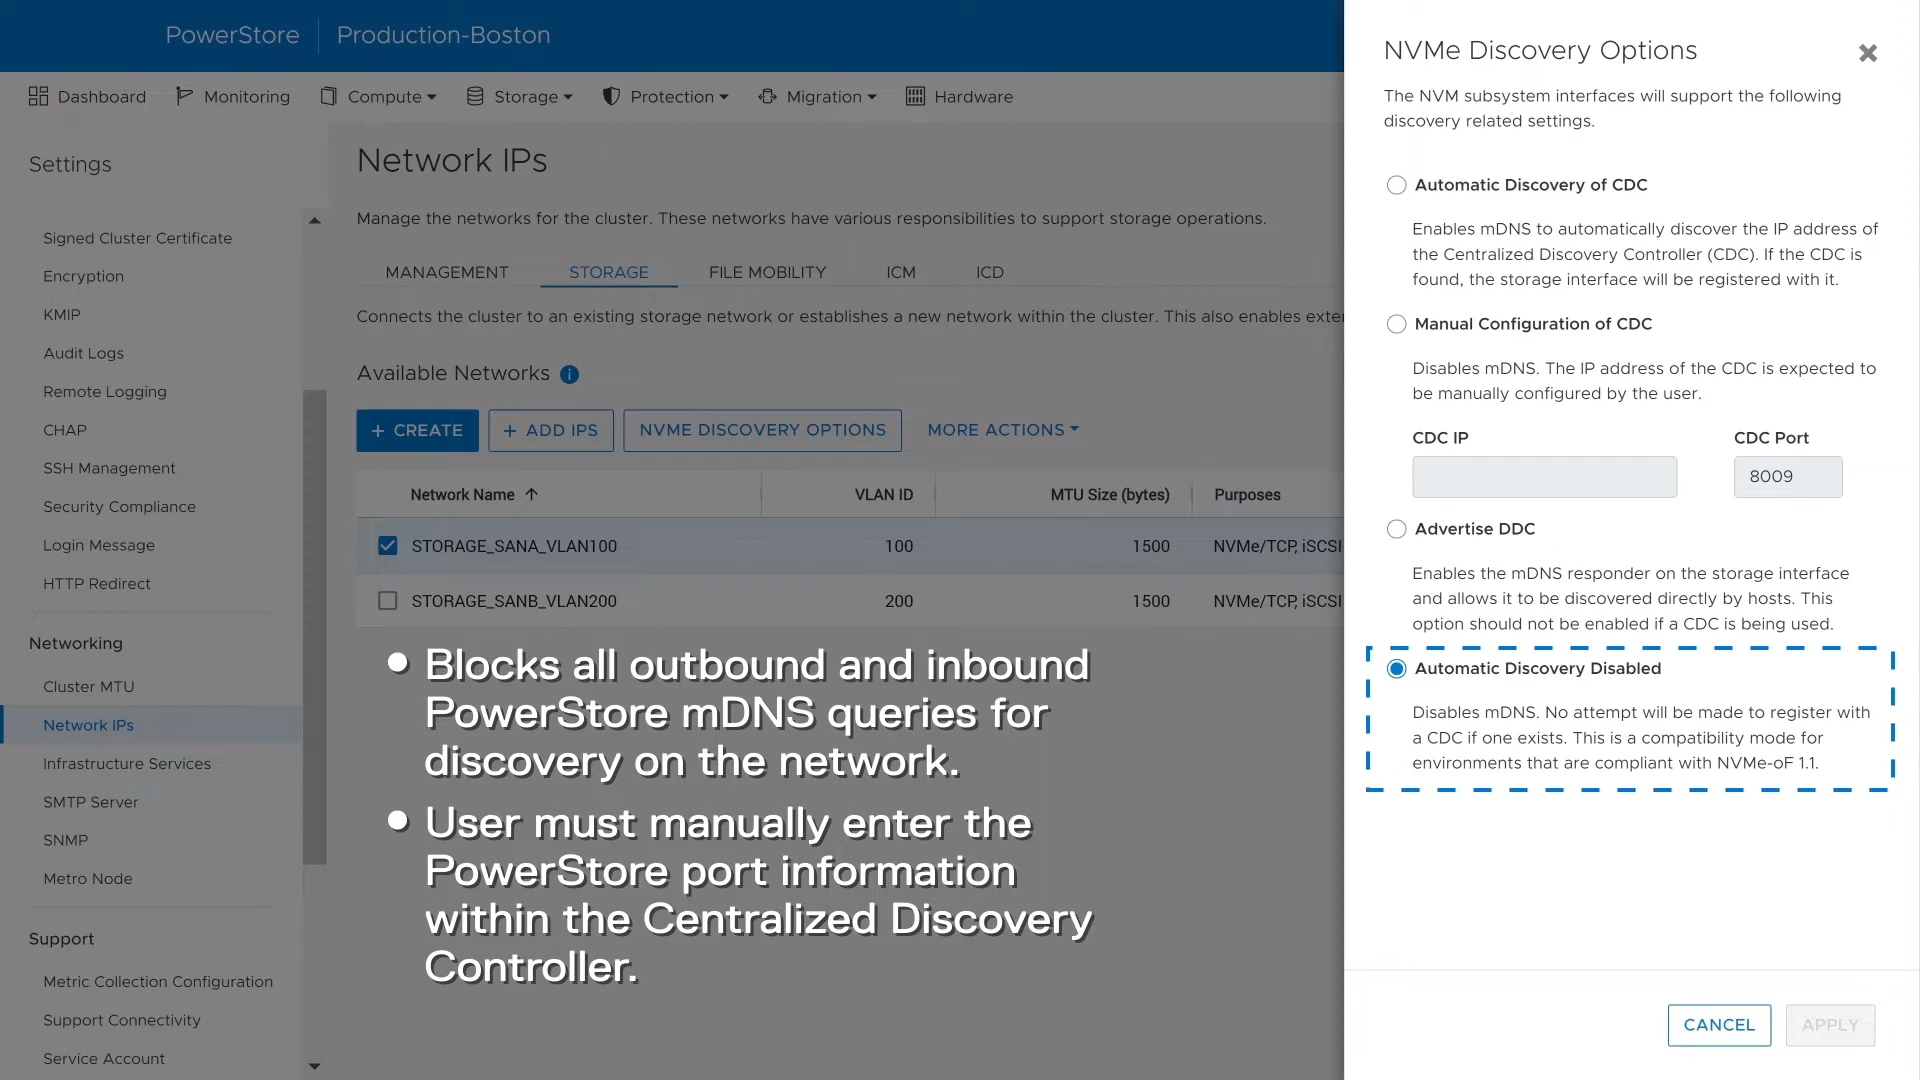 PowerStore
Production-Boston
Dashboard
Monitoring
Compute
Storage
Protection
Migration
Hardware
Settings
Signed Cluster Certificate
Encryption
KMIP
Audit Logs
Remote Logging
CHAP
SSH Management
Security Compliance
Login Message
HTTP Redirect
Networking
Cluster MTU
Network IPs
Infrastructure Services
SMTP Server
SNMP
Metro Node
Support
Metric Collection Configuration
Support Connectivity
Service Account
Network IPs
Manage the networks for the cluster. These networks have various responsibilities to support storage operations.
MANAGEMENT
STORAGE
FILE MOBILITY
ICM
ICD
Connects the cluster to an existing storage network or establishes a new network within the cluster. This also enables exter
Available Networks
+ CREATE
+ ADD IPS
NVME DISCOVERY OPTIONS
MORE ACTIONS
Network Name VLAN ID MTU Size (bytes) Purposes
STORAGE_SANA_VLAN100 100 1500 NVMe/TCP, iSCSI
STORAGE_SANB_VLAN200 200 1500 NVMe/TCP, iSCSI
• Blocks all outbound and inbound
PowerStore mDNS queries for
discovery on the network.
• User must manually enter the
PowerStore port information
within the Centralized Discovery
Controller.
NVMe Discovery Options
The NVM subsystem interfaces will support the following
discovery related settings.
Automatic Discovery of CDC
Enables mDNS to automatically discover the IP address of
the Centralized Discovery Controller (CDC). If the CDC is
found, the storage interface will be registered with it.
Manual Configuration of CDC
Disables mDNS. The IP address of the CDC is expected to
be manually configured by the user.
CDC IP CDC Port
8009
Advertise DDC
Enables the mDNS responder on the storage interface
and allows it to be discovered directly by hosts. This
option should not be enabled if a CDC is being used.
Automatic Discovery Disabled
Disables mDNS. No attempt will be made to register with
a CDC if one exists. This is a compatibility mode for
environments that are compliant with NVMe-oF 1.1.
CANCEL
APPLY